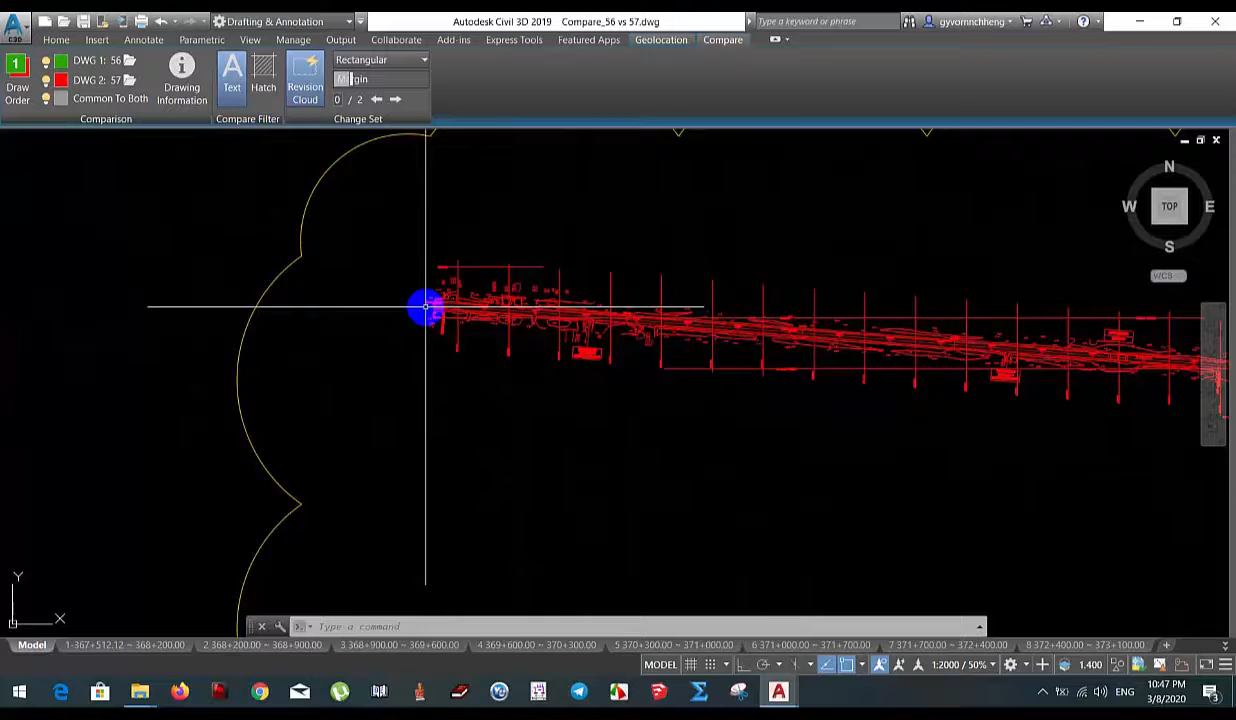 Drafting & Annotation
Autodesk Civil 3D 2019 Compare_56 vs 57.dwg
Type a keyword or phrase
gyvornchheng
C3D
Home Insert Annotate Parametric View Manage Output Collaborate Add-ins Express Tools Featured Apps Geolocation Compare
1
DWG 1: 56
DWG 2: 57
Common To Both
Draw Order
Drawing Information
A
Text
Hatch
Revision Cloud
Rectangular
Margin
0 / 2
Comparison
Compare Filter
Change Set
N
W
TOP
E
S
WCS
Y
X
Type a command
Model 1-367+512.12 ~ 368+200.00 2 368+200.00 ~ 368+900.00 3 368+900.00 ~ 369+600.00 4 369+600.00 ~ 370+300.00 5 370+300.00 ~ 371+000.00 6 371+000.00 ~ 371+700.00 7 371+700.00 ~ 372+400.00 8 372+400.00 ~ 373+100.00
MODEL
1:2000 / 50%
1.400
ENG
10:47 PM
3/8/2020
3